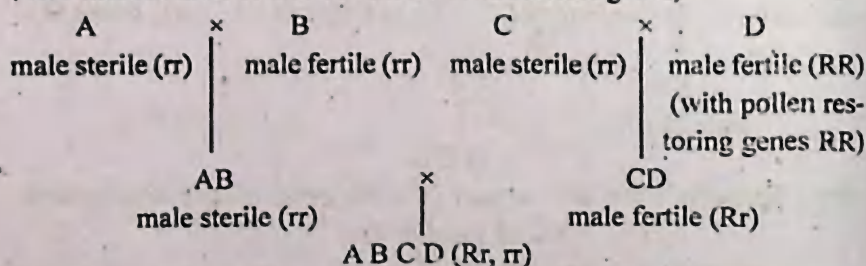 A × B C × D
male sterile (rr) male fertile (rr) male sterile (rr) male fertile (RR)
(with pollen res-
toring genes RR)
AB × CD
male sterile (rr) male fertile (Rr)
A B C D (Rr, rr)